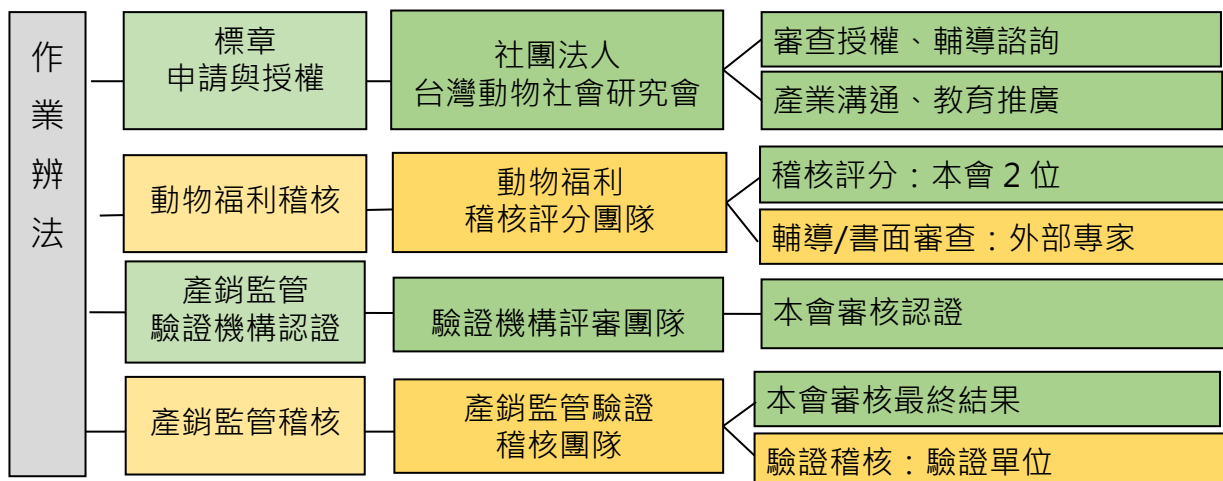 作業辨法
標章
申請與授權
社團法人
台灣動物社會研究會
審查授權、輔導諮詢
產業溝通、教育推廣
動物福利稽核
動物福利
稽核評分團隊
稽核評分：本會 2 位
輔導/書面審查：外部專家
產銷監管
驗證機構認證
驗證機構評審團隊
本會審核認證
產銷監管稽核
產銷監管驗證
稽核團隊
本會審核最終結果
驗證稽核：驗證單位